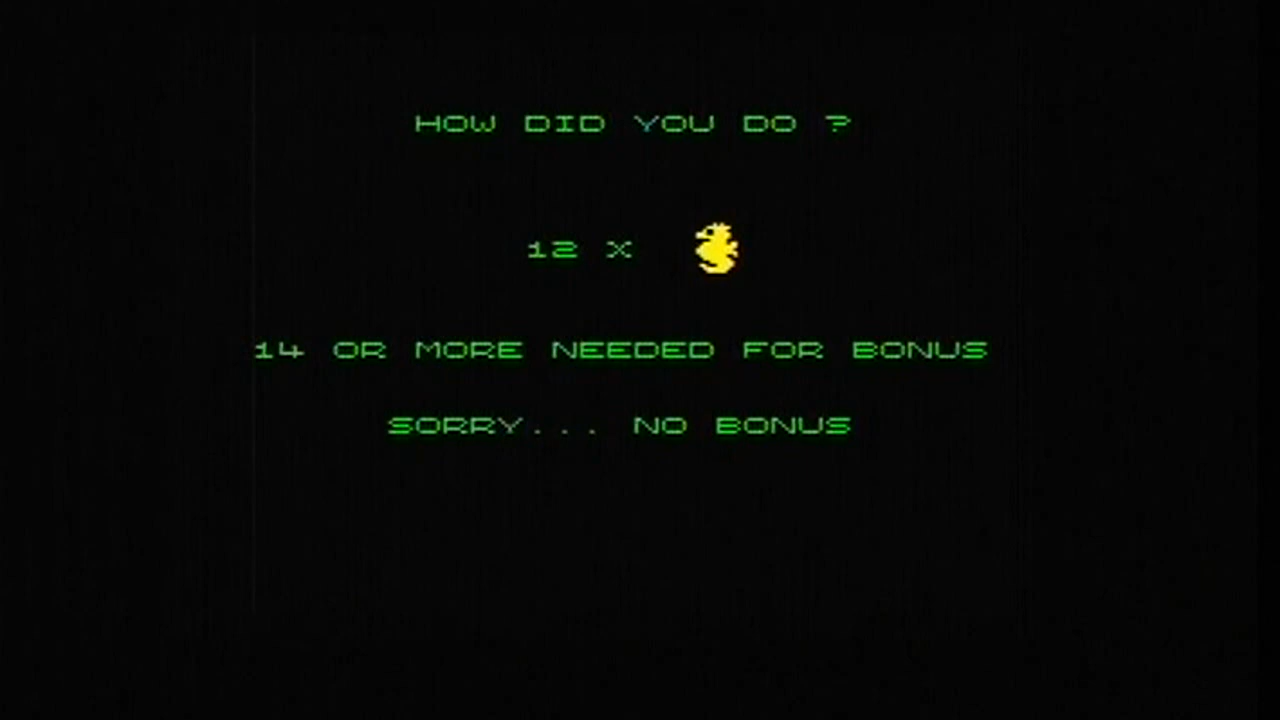 HOW DID YOU DO ?
12 X
14 OR MORE NEEDED FOR BONUS
SORRY... NO BONUS